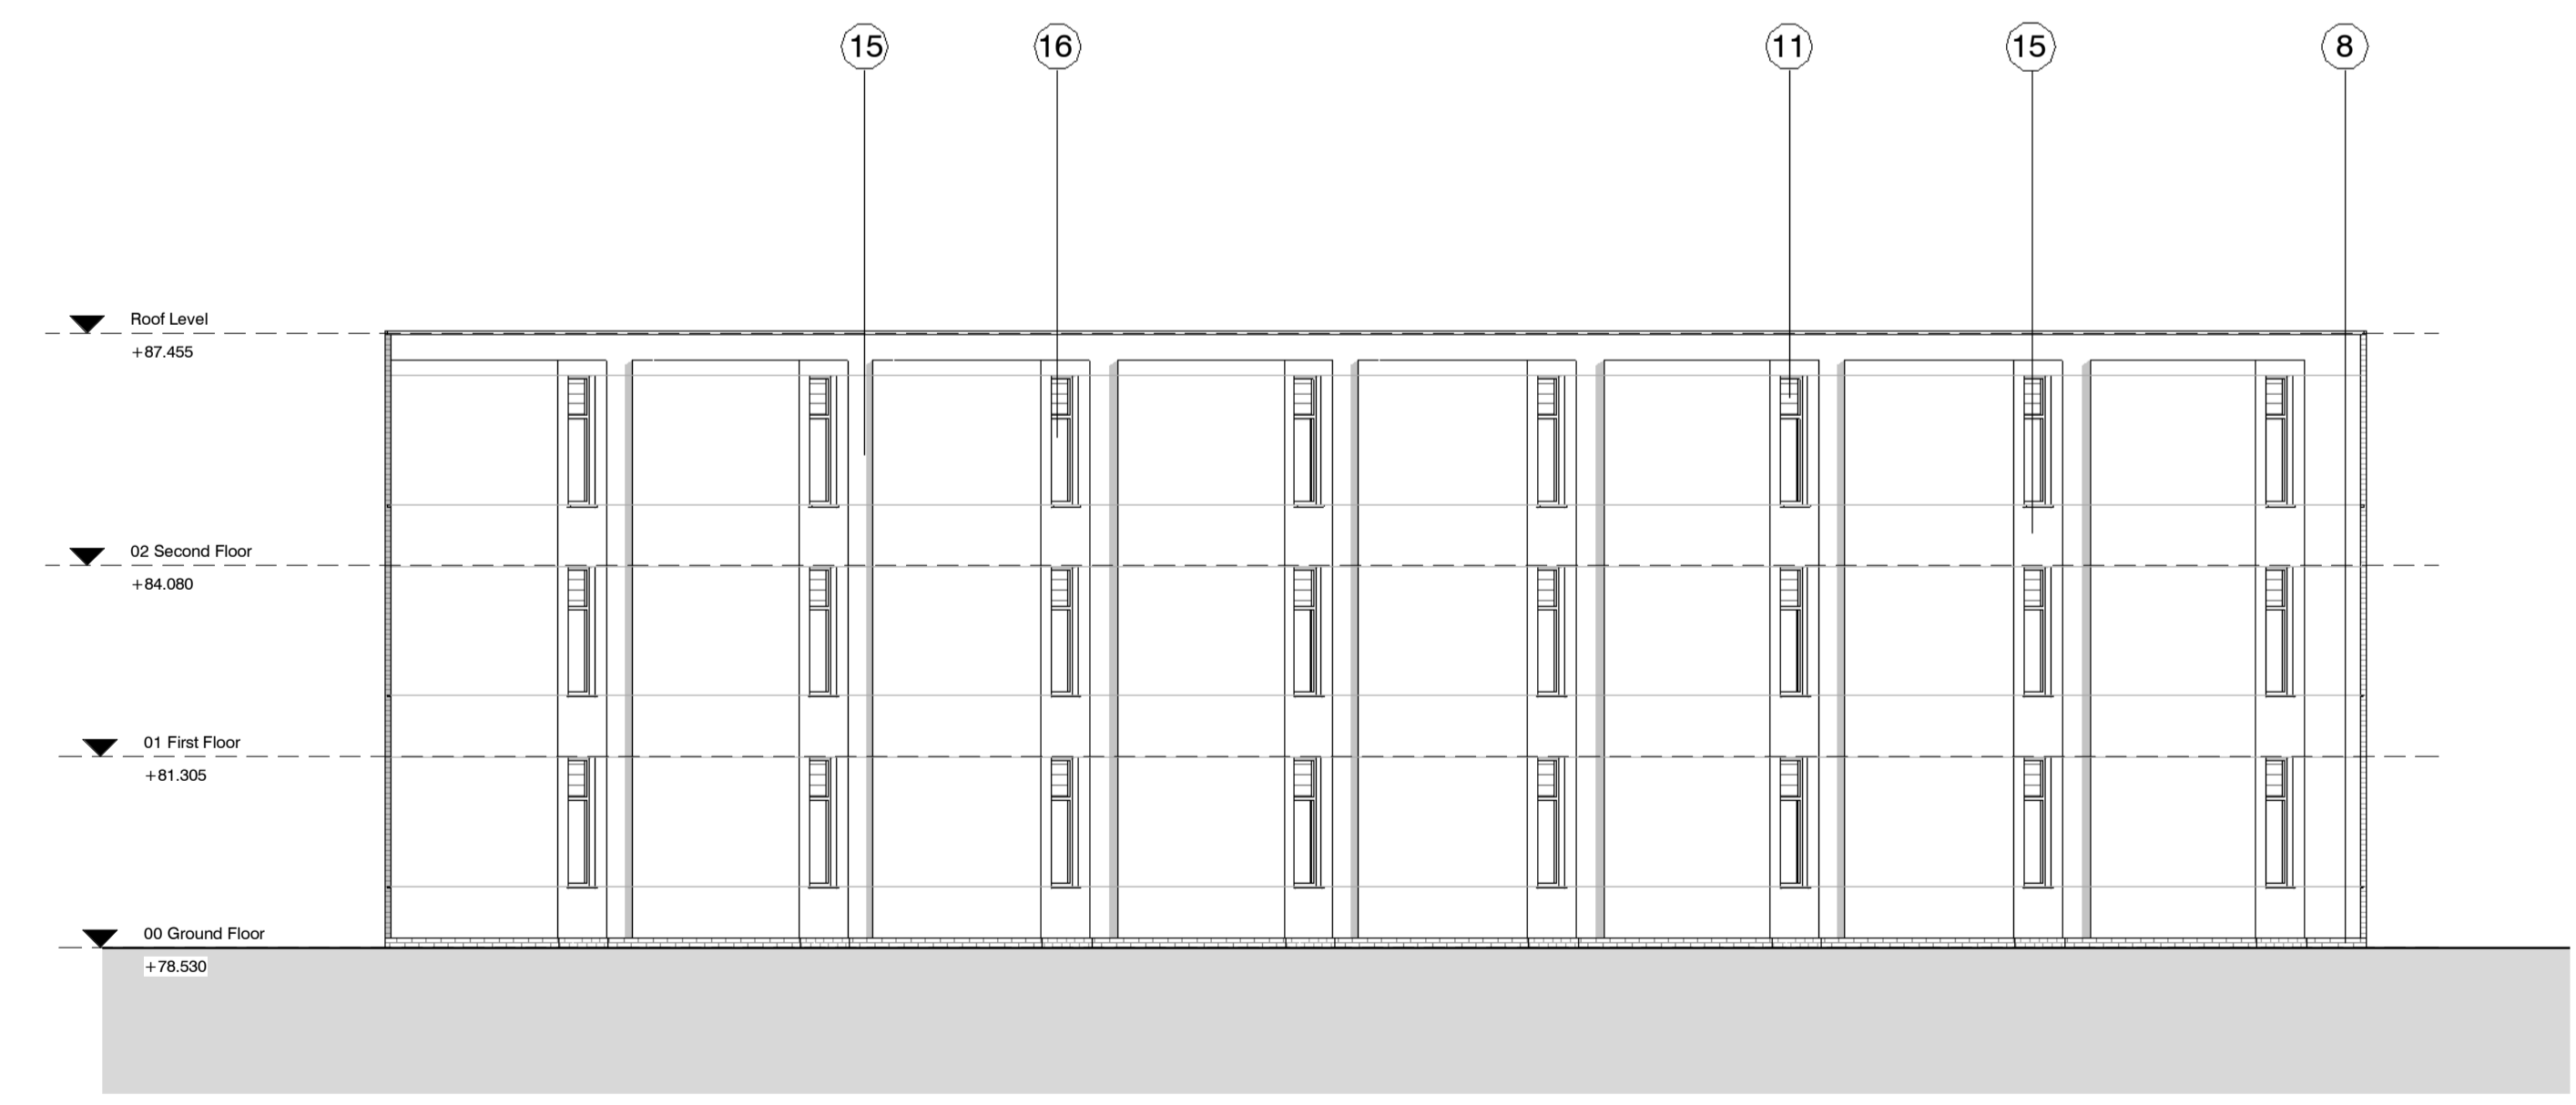 15
16
11
15
8
Roof Level
+87.455
02 Second Floor
+84.080
01 First Floor
+81.305
00 Ground Floor
+78.530